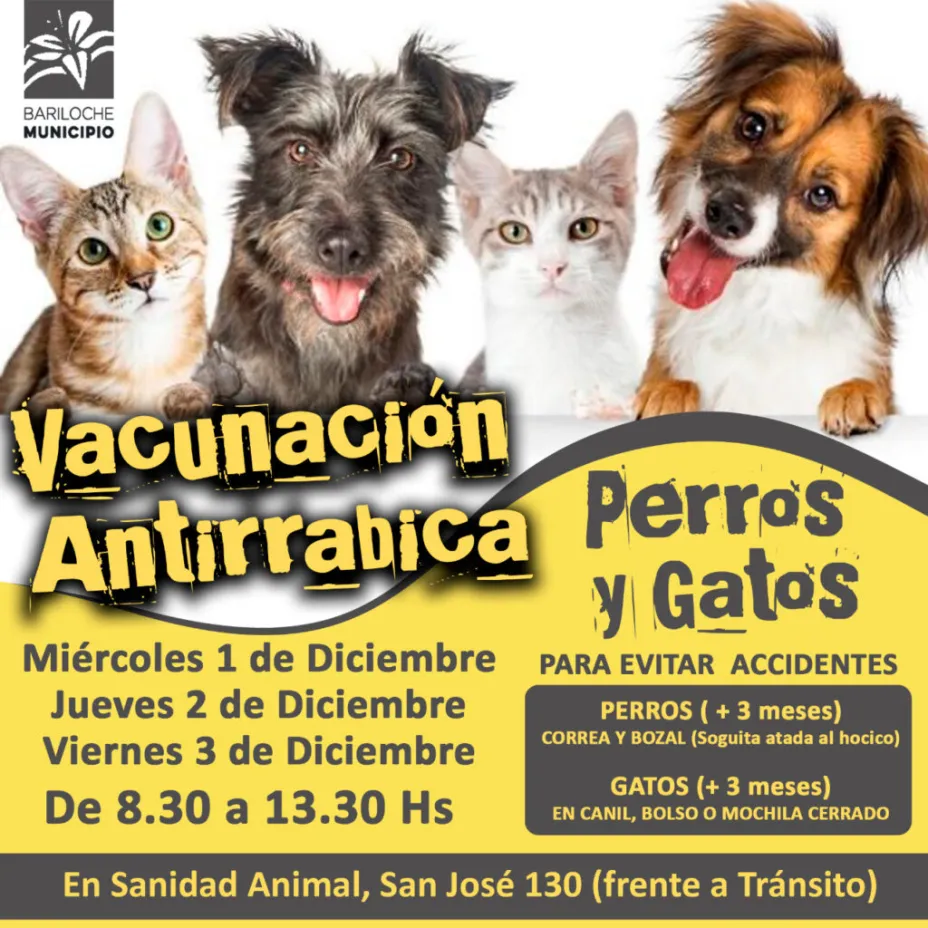 BARILOCHE
MUNICIPIO
Vacunación
Antirrabica
Perros
y Gatos
Miércoles 1 de Diciembre
Jueves 2 de Diciembre
Viernes 3 de Diciembre
De 8.30 a 13.30 Hs
PARA EVITAR ACCIDENTES
PERROS ( + 3 meses)
CORREA Y BOZAL (Soguita atada al hocico)
GATOS (+ 3 meses)
EN CANIL, BOLSO O MOCHILA CERRADO
En Sanidad Animal, San José 130 (frente a Tránsito)